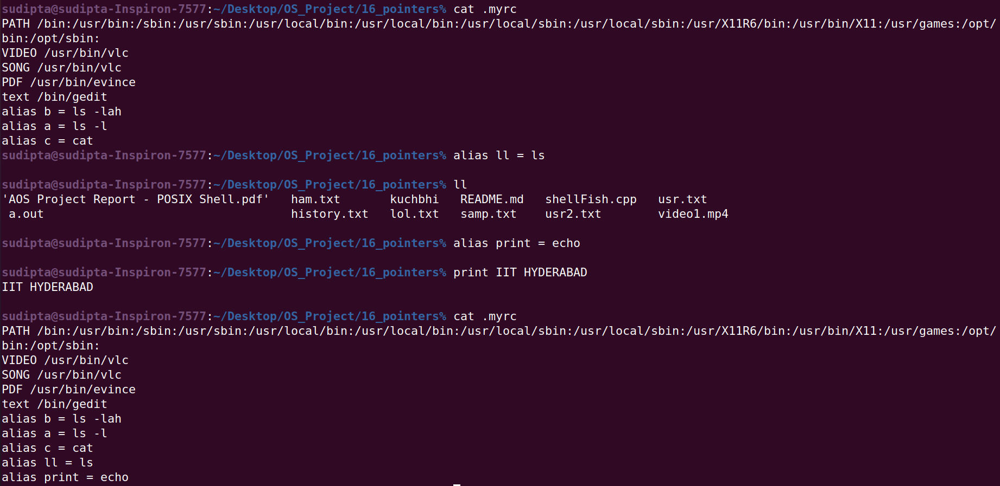 sudipta@sudipta-Inspiron-7577:~/Desktop/OS_Project/16_pointers% cat .myrc
PATH /bin:/usr/bin:/sbin:/usr/sbin:/usr/local/bin:/usr/local/bin:/usr/local/sbin:/usr/local/sbin:/usr/X11R6/bin:/usr/bin/X11:/usr/games:/opt/
bin:/opt/sbin:
VIDEO /usr/bin/vlc
SONG /usr/bin/vlc
PDF /usr/bin/evince
text /bin/gedit
alias b = ls -lah
alias a = ls -l
alias c = cat
sudipta@sudipta-Inspiron-7577:~/Desktop/OS_Project/16_pointers% alias ll = ls
sudipta@sudipta-Inspiron-7577:~/Desktop/OS_Project/16_pointers% ll
'AOS Project Report - POSIX Shell.pdf'   ham.txt       kuchbhi   README.md   shellFish.cpp   usr.txt
 a.out                                   history.txt   lol.txt   samp.txt    usr2.txt        video1.mp4
sudipta@sudipta-Inspiron-7577:~/Desktop/OS_Project/16_pointers% alias print = echo
sudipta@sudipta-Inspiron-7577:~/Desktop/OS_Project/16_pointers% print IIT HYDERABAD
IIT HYDERABAD
sudipta@sudipta-Inspiron-7577:~/Desktop/OS_Project/16_pointers% cat .myrc
PATH /bin:/usr/bin:/sbin:/usr/sbin:/usr/local/bin:/usr/local/bin:/usr/local/sbin:/usr/local/sbin:/usr/X11R6/bin:/usr/bin/X11:/usr/games:/opt/
bin:/opt/sbin:
VIDEO /usr/bin/vlc
SONG /usr/bin/vlc
PDF /usr/bin/evince
text /bin/gedit
alias b = ls -lah
alias a = ls -l
alias c = cat
alias ll = ls
alias print = echo